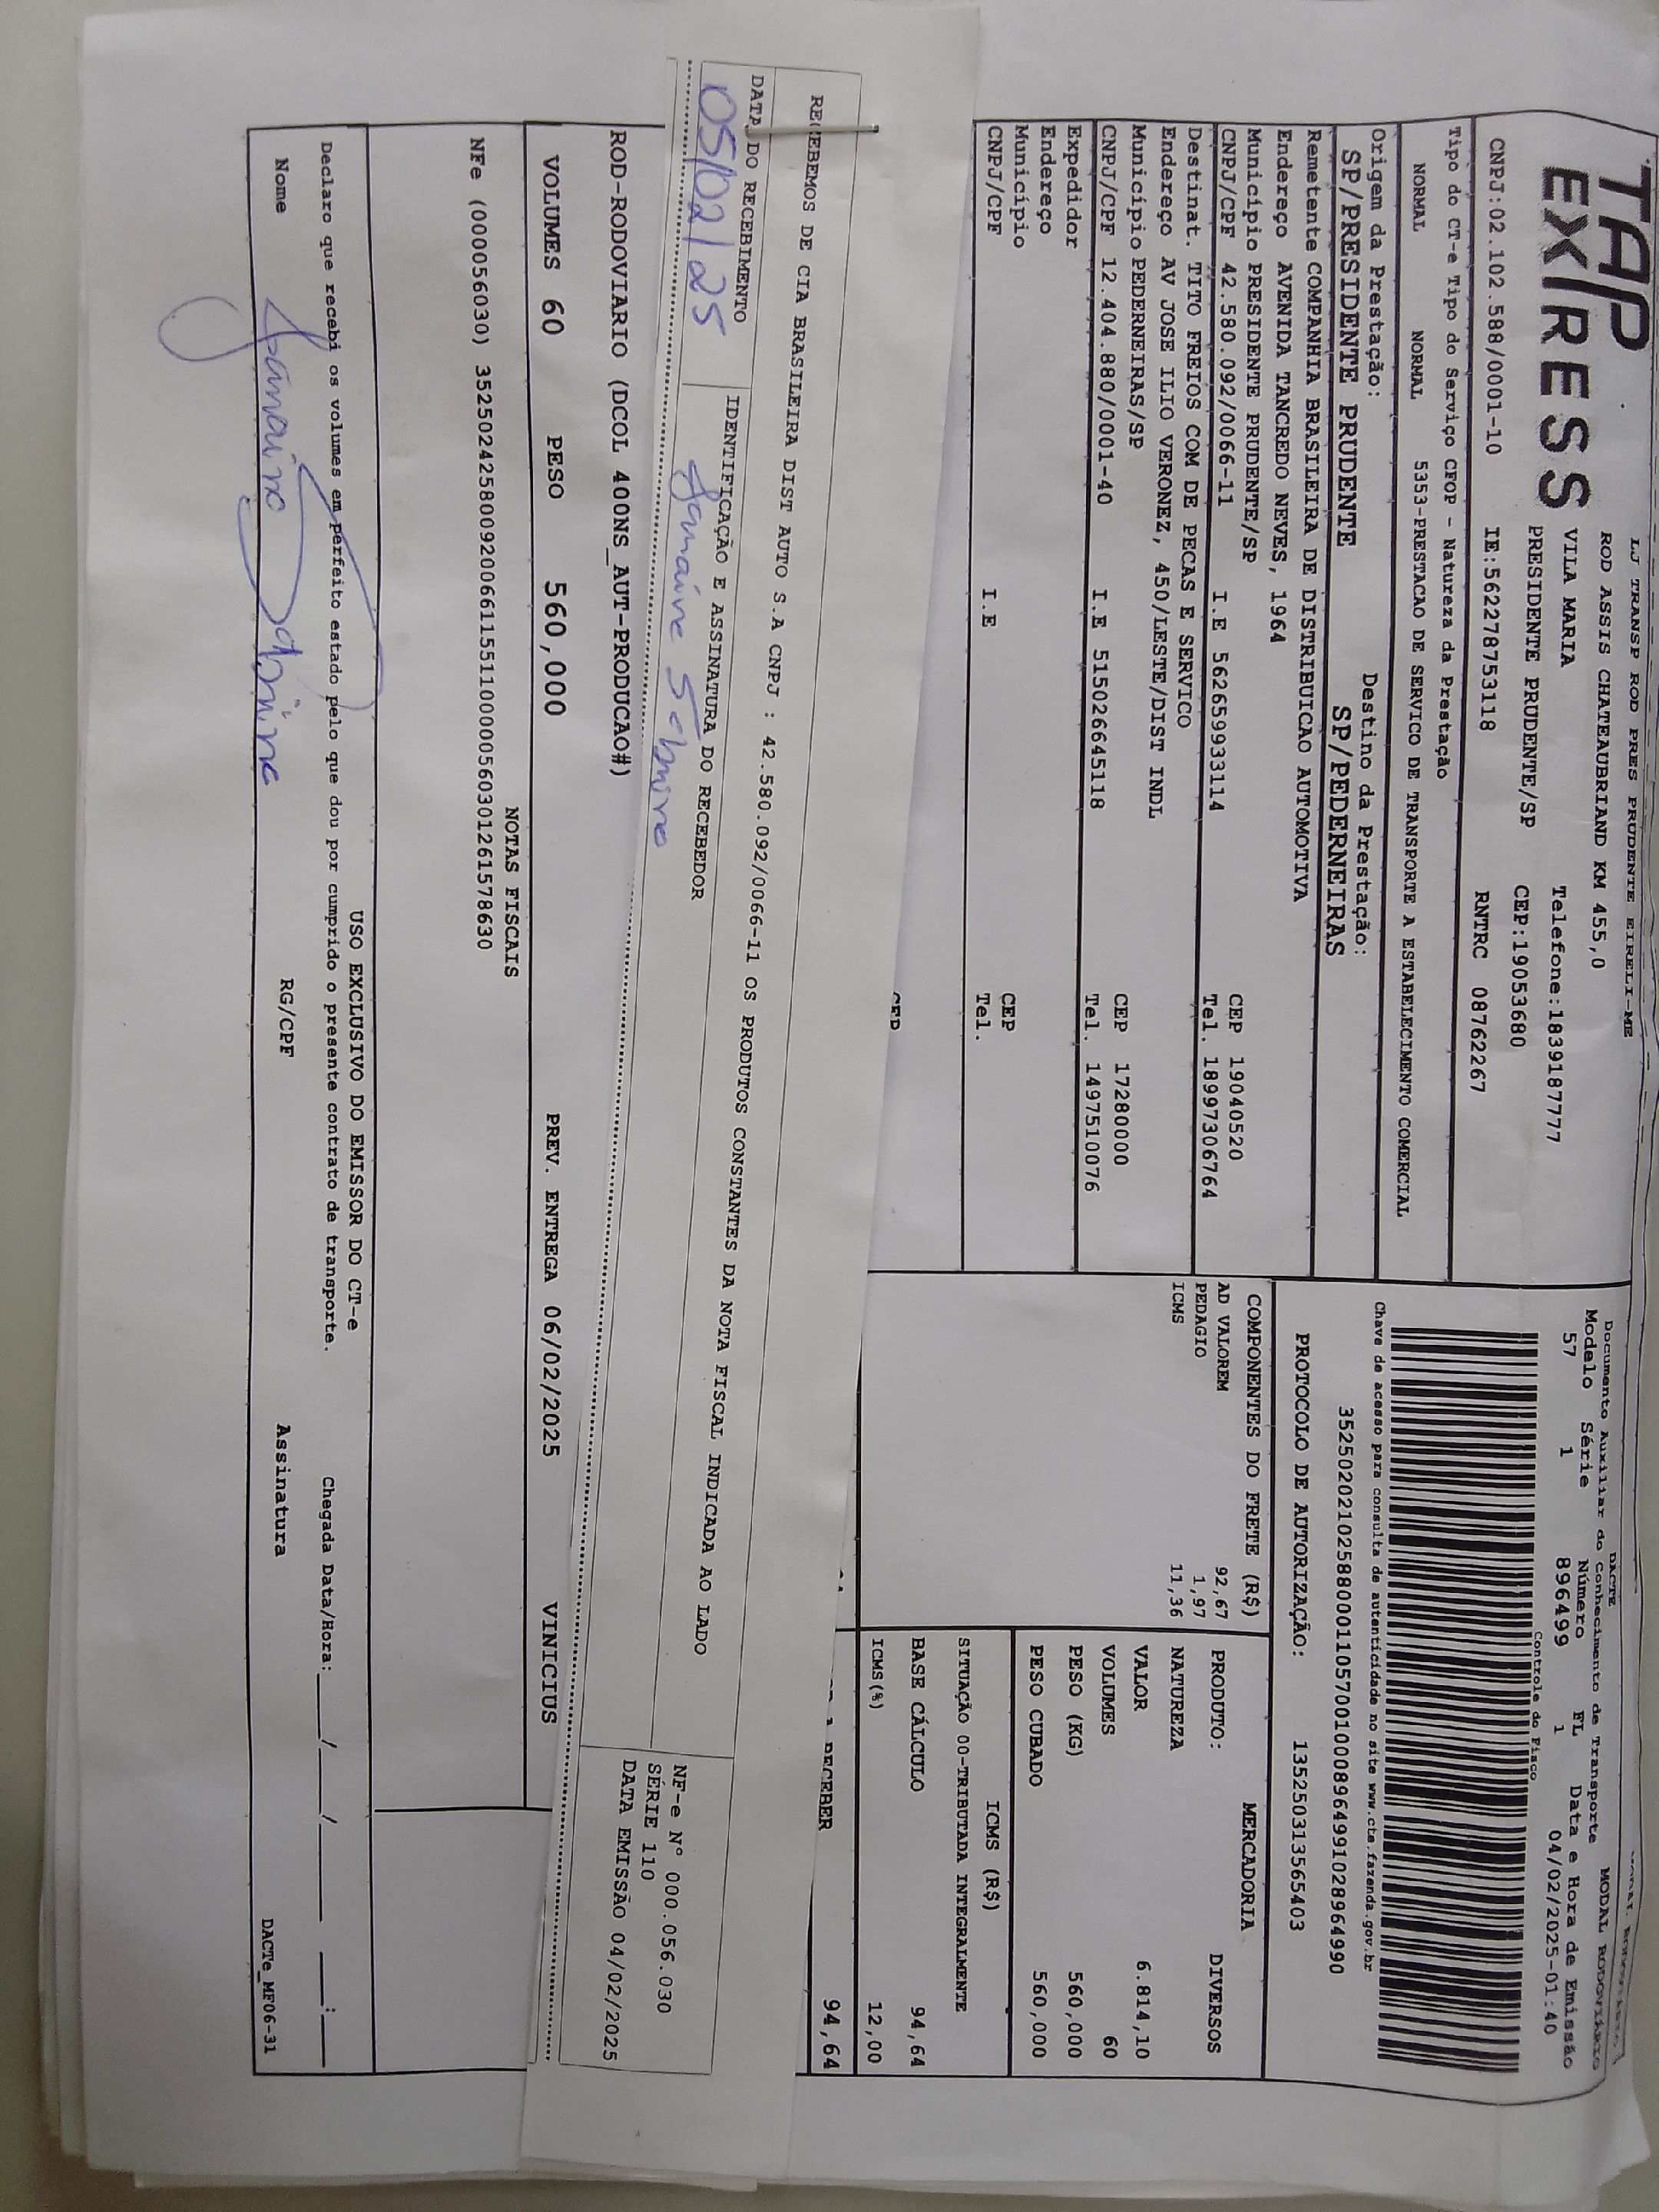 TAP
EXPRESS
LJ TRANSP ROD PRES PRUDENTE EIRELI-ME
ROD ASSIS CHATEAUBRIAND KM 455,0
VILA MARIA Telefone:1839187777
PRESIDENTE PRUDENTE/SP CEP:19053680
CNPJ:02.102.588/0001-10 IE:562278753118 RNTRC 08762267
Tipo do CT-e Tipo do Serviço CFOP - Natureza da Prestação
NORMAL NORMAL 5353-PRESTACAO DE SERVICO DE TRANSPORTE A ESTABELECIMENTO COMERCIAL
Origem da Prestação: Destino da Prestação:
SP/PRESIDENTE PRUDENTE SP/PEDERNEIRAS
Remetente COMPANHIA BRASILEIRA DE DISTRIBUICAO AUTOMOTIVA
Endereço AVENIDA TANCREDO NEVES, 1964
Município PRESIDENTE PRUDENTE/SP CEP 19040520
CNPJ/CPF 42.580.092/0066-11 I.E 562659933114 Tel. 18997306764
Destinat. TITO FREIOS COM DE PECAS E SERVICO
Endereço AV JOSE ILIO VERONEZ, 450/LESTE/DIST INDL
Município PEDERNEIRAS/SP CEP 17280000
CNPJ/CPF 12.404.880/0001-40 I.E 515026645118 Tel. 1497510076
Expedidor
Endereço
Município CEP
CNPJ/CPF I.E Tel.
CEP
DACTE
Documento Auxiliar do Conhecimento de Transporte MODAL RODOVIÁRIO
Modelo Série Número FL Data e Hora de Emissão
57 1 896499 1 04/02/2025-01:40
Controle do Fisco
Chave de acesso para consulta de autenticidade no site www.cte.fazenda.gov.br
35250202102588000110570010008964991028964990
PROTOCOLO DE AUTORIZAÇÃO: 135250313565403
COMPONENTES DO FRETE (R$)
AD VALOREM 92,67
PEDAGIO 1,97
ICMS 11,36
MERCADORIA
PRODUTO: DIVERSOS
NATUREZA
VALOR 6.814,10
VOLUMES 60
PESO (KG) 560,000
PESO CUBADO 560,000
ICMS (R$)
SITUAÇÃO 00-TRIBUTADA INTEGRALMENTE
BASE CÁLCULO 94,64
ICMS(%) 12,00
RECEBER 94,64
RECEBEMOS DE CIA BRASILEIRA DIST AUTO S.A CNPJ : 42.580.092/0066-11 OS PRODUTOS CONSTANTES DA NOTA FISCAL INDICADA AO LADO
DATA DO RECEBIMENTO IDENTIFICAÇÃO E ASSINATURA DO RECEBEDOR
05/02/25 Janaine Sabrine
NF-e Nº 000.056.030
SÉRIE 110
DATA EMISSÃO 04/02/2025
ROD-RODOVIARIO (DCOL 400NS_AUT-PRODUCAO#)
VOLUMES 60 PESO 560,000 PREV. ENTREGA 06/02/2025 VINICIUS
NOTAS FISCAIS
NFe (000056030) 35250242580092006611551100000560301261578630
USO EXCLUSIVO DO EMISSOR DO CT-e
Declaro que recebi os volumes em perfeito estado pelo que dou por cumprido o presente contrato de transporte. Chegada Data/Hora:____/____/______ ____:____
Nome RG/CPF Assinatura
Janaine Sabrine
DACTe_MF06-31